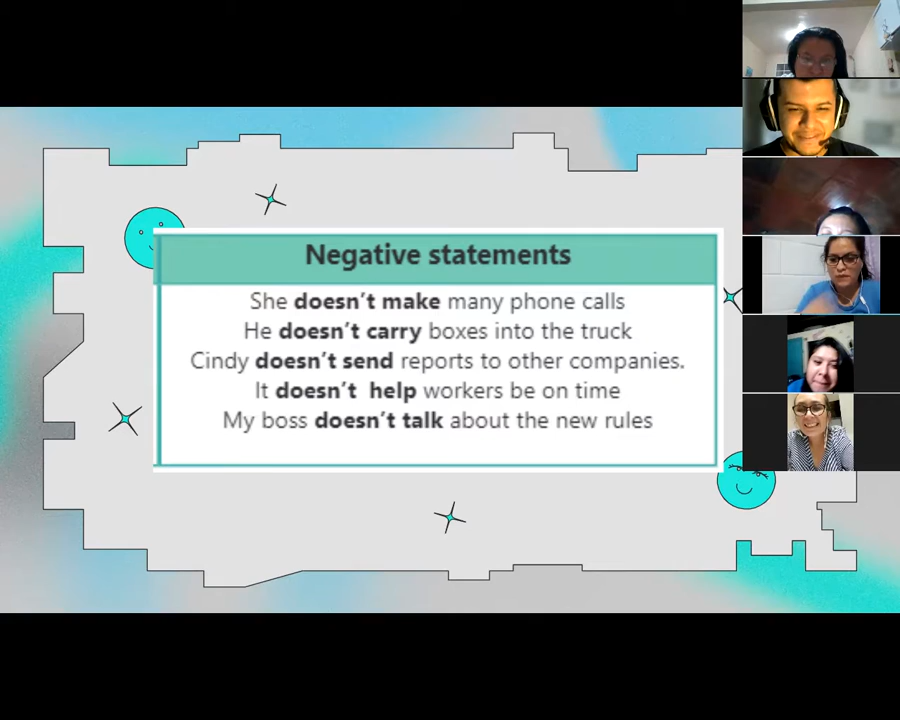 Negative statements
She doesn't make many phone calls
He doesn't carry boxes into the truck
Cindy doesn't send reports to other companies.
It doesn't  help workers be on time
My boss doesn't talk about the new rules